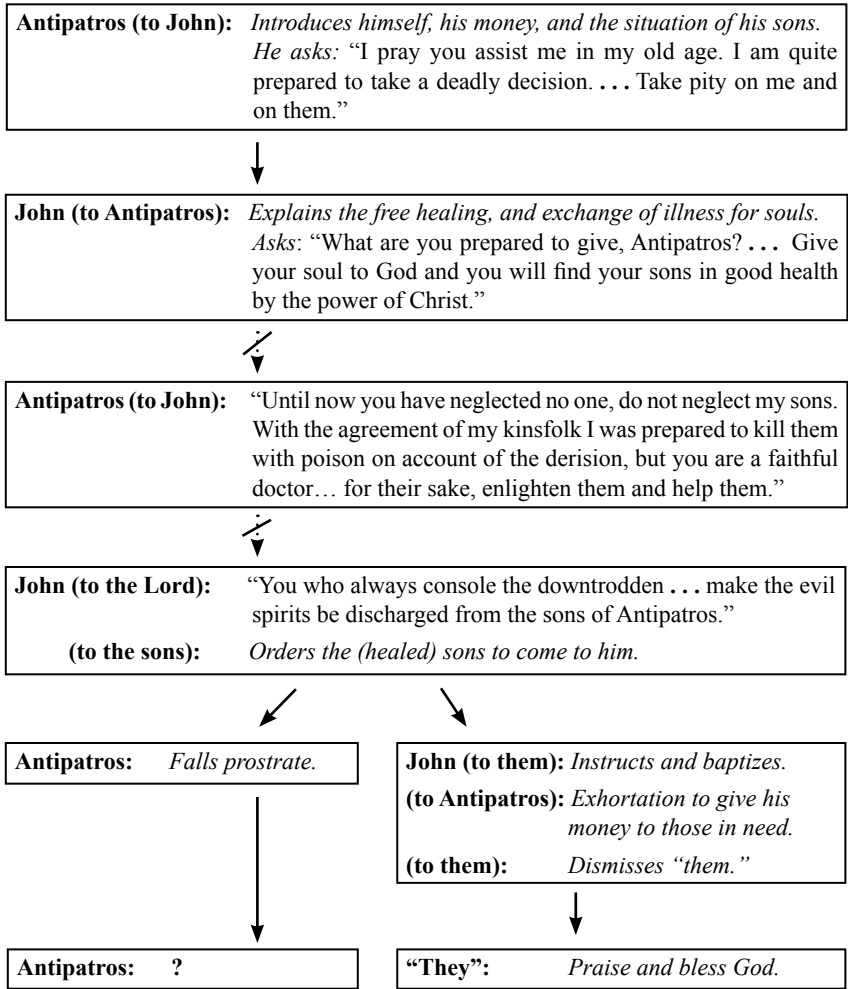 Antipatros (to John): Introduces himself, his money, and the situation of his sons.
He asks: “I pray you assist me in my old age. I am quite
prepared to take a deadly decision. . . . Take pity on me and
on them.”
John (to Antipatros): Explains the free healing, and exchange of illness for souls.
Asks: “What are you prepared to give, Antipatros? . . . Give
your soul to God and you will find your sons in good health
by the power of Christ.”
Antipatros (to John): “Until now you have neglected no one, do not neglect my sons.
With the agreement of my kinsfolk I was prepared to kill them
with poison on account of the derision, but you are a faithful
doctor… for their sake, enlighten them and help them.”
John (to the Lord): “You who always console the downtrodden . . . make the evil
spirits be discharged from the sons of Antipatros.”
(to the sons): Orders the (healed) sons to come to him.
Antipatros: Falls prostrate.
John (to them): Instructs and baptizes.
(to Antipatros): Exhortation to give his
money to those in need.
(to them): Dismisses “them.”
Antipatros: ?
“They”: Praise and bless God.